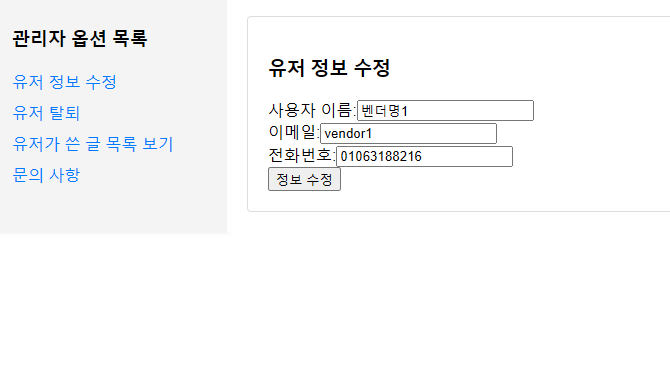 관리자 옵션 목록
유저 정보 수정
유저 탈퇴
유저가 쓴 글 목록 보기
문의 사항
유저 정보 수정
사용자 이름:벤더명1
이메일:vendor1
전화번호:01063188216
정보 수정